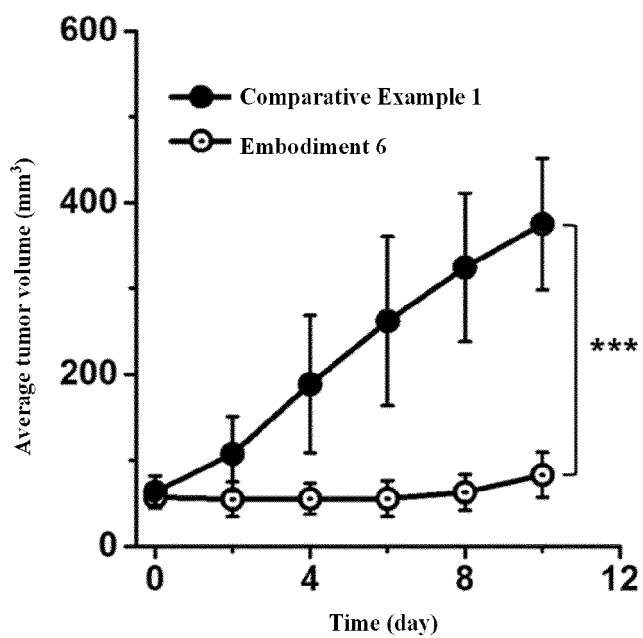 600
Comparative Example 1
Embodiment 6
Average tumor volume (mm³)
400
***
200
0
0 4 8 12
Time (day)